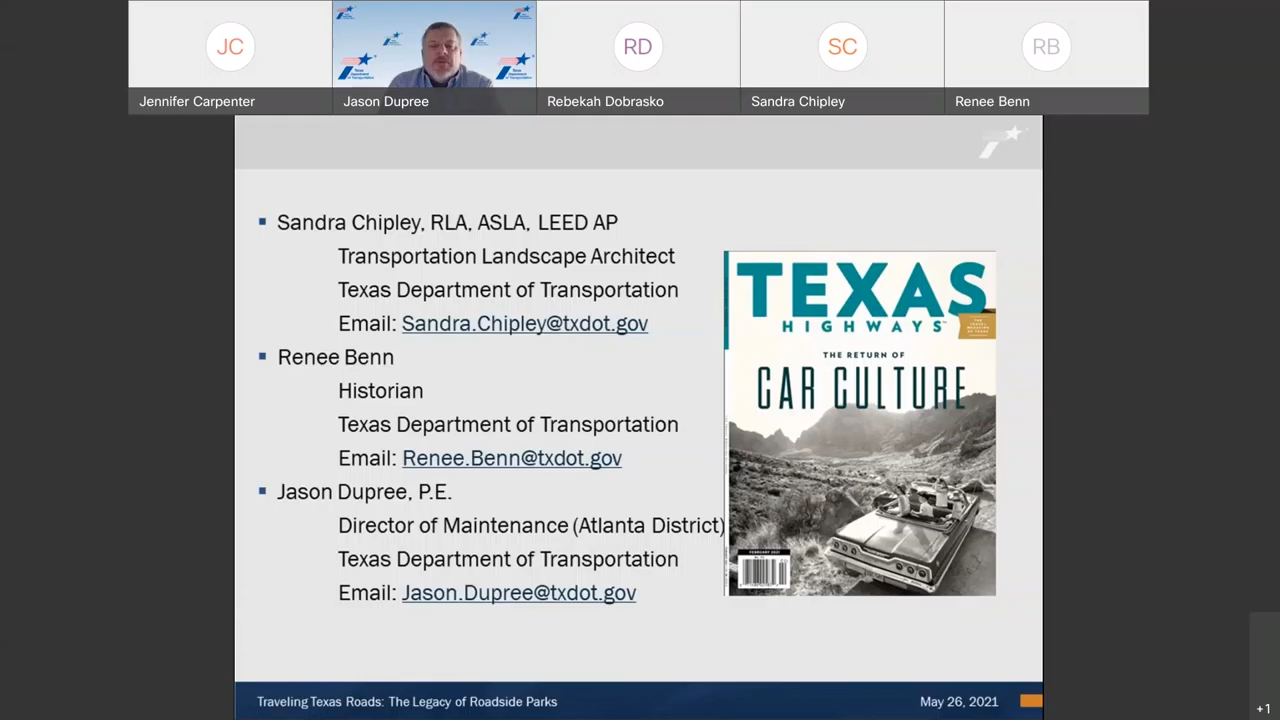 JC
RD
SC
RB
Jennifer Carpenter
Jason Dupree
Rebekah Dobrasko
Sandra Chipley
Renee Benn
Sandra Chipley, RLA, ASLA, LEED AP
Transportation Landscape Architect
Texas Department of Transportation
Email: Sandra.Chipley@txdot.gov
Renee Benn
Historian
Texas Department of Transportation
Email: Renee.Benn@txdot.gov
Jason Dupree, P.E.
Director of Maintenance (Atlanta District)
Texas Department of Transportation
Email: Jason.Dupree@txdot.gov
TEXAS
HIGHWAYS
THE RETURN OF
CAR CULTURE
FEBRUARY 2021
Traveling Texas Roads: The Legacy of Roadside Parks
May 26, 2021
+1